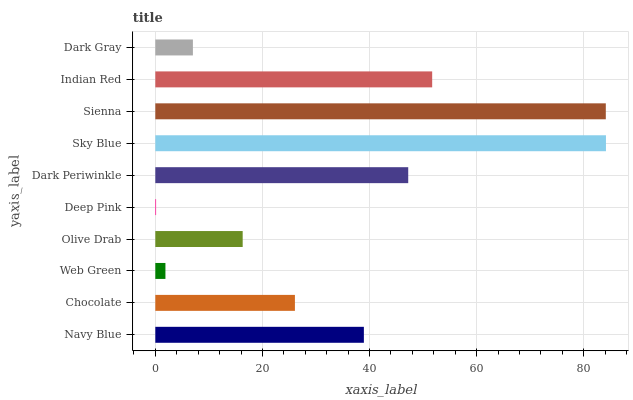 title
yaxis_label
Dark Gray
Indian Red
Sienna
Sky Blue
Dark Periwinkle
Deep Pink
Olive Drab
Web Green
Chocolate
Navy Blue
0 20 40 60 80
xaxis_label